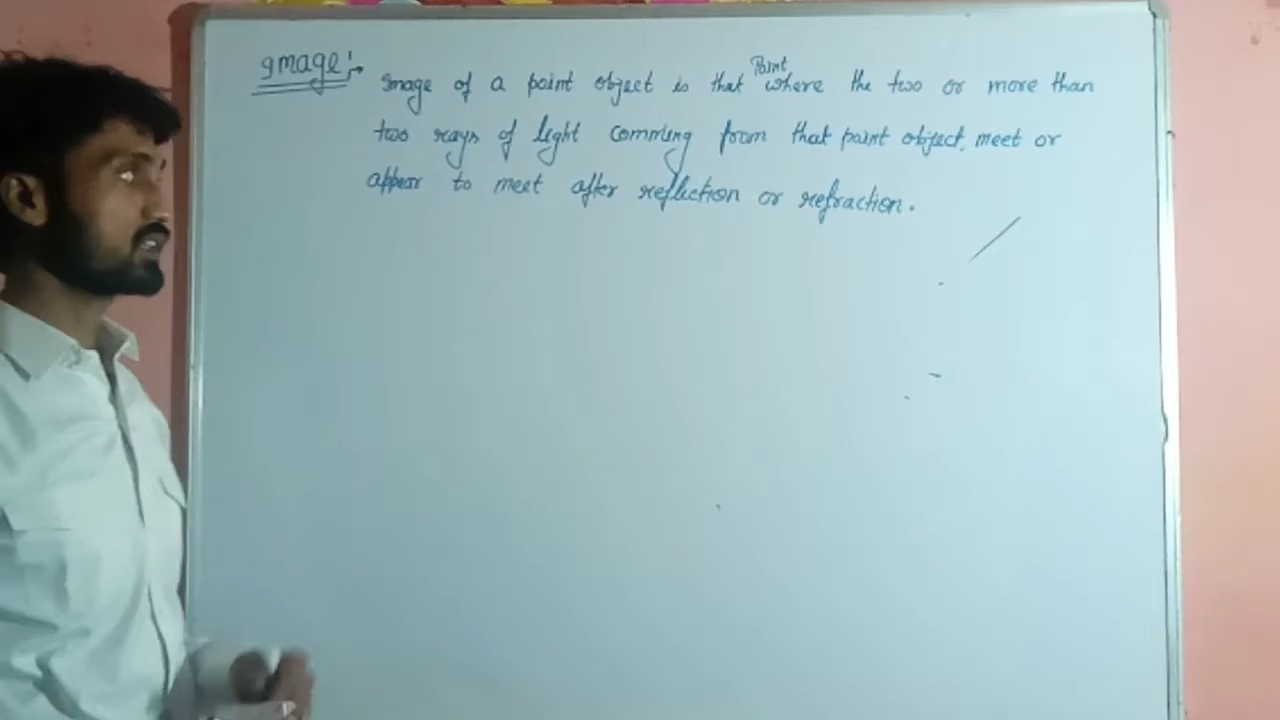 Image:→
Image of a point object is that Point where the two or more than
two rays of light comming from that point object, meet or
appear to meet after reflection or refraction.